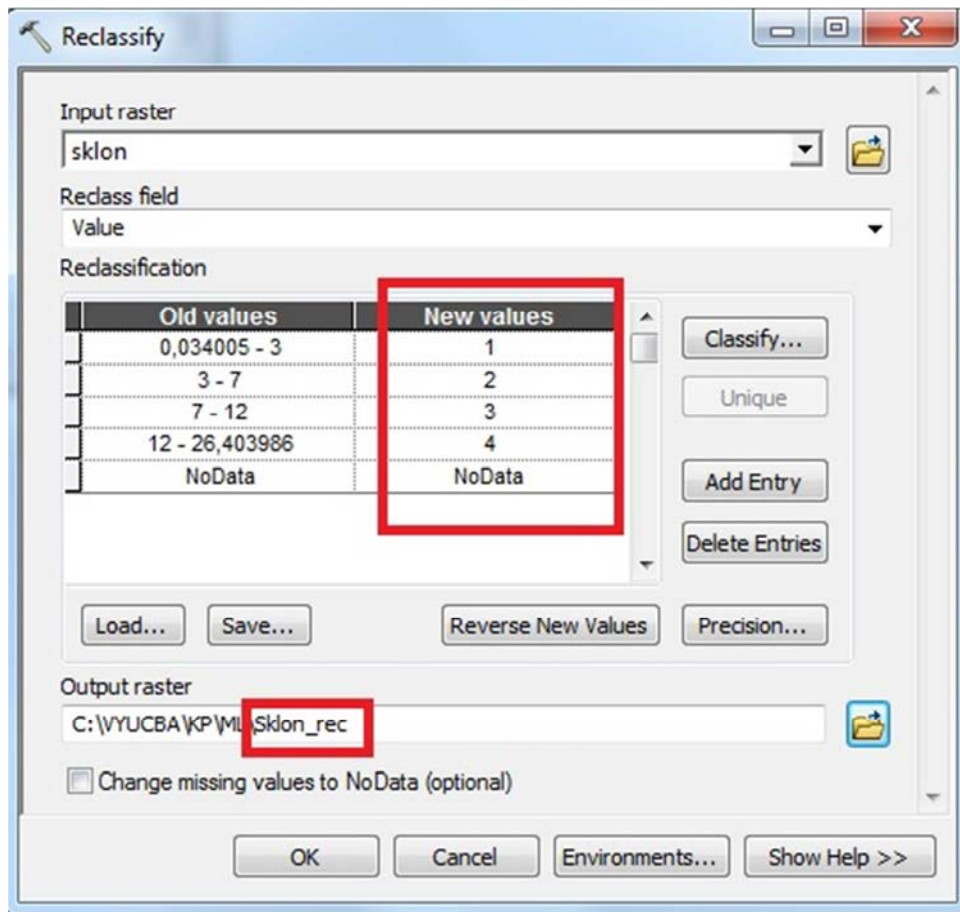 Reclassify
Input raster
sklon
Reclass field
Value
Reclassification
Old values New values
0,034005 - 3 1
3 - 7 2
7 - 12 3
12 - 26,403986 4
NoData NoData
Classify...
Unique
Add Entry
Delete Entries
Load... Save... Reverse New Values Precision...
Output raster
C:\VYUCBA\KP\ML\Sklon_rec
Change missing values to NoData (optional)
OK Cancel Environments... Show Help >>